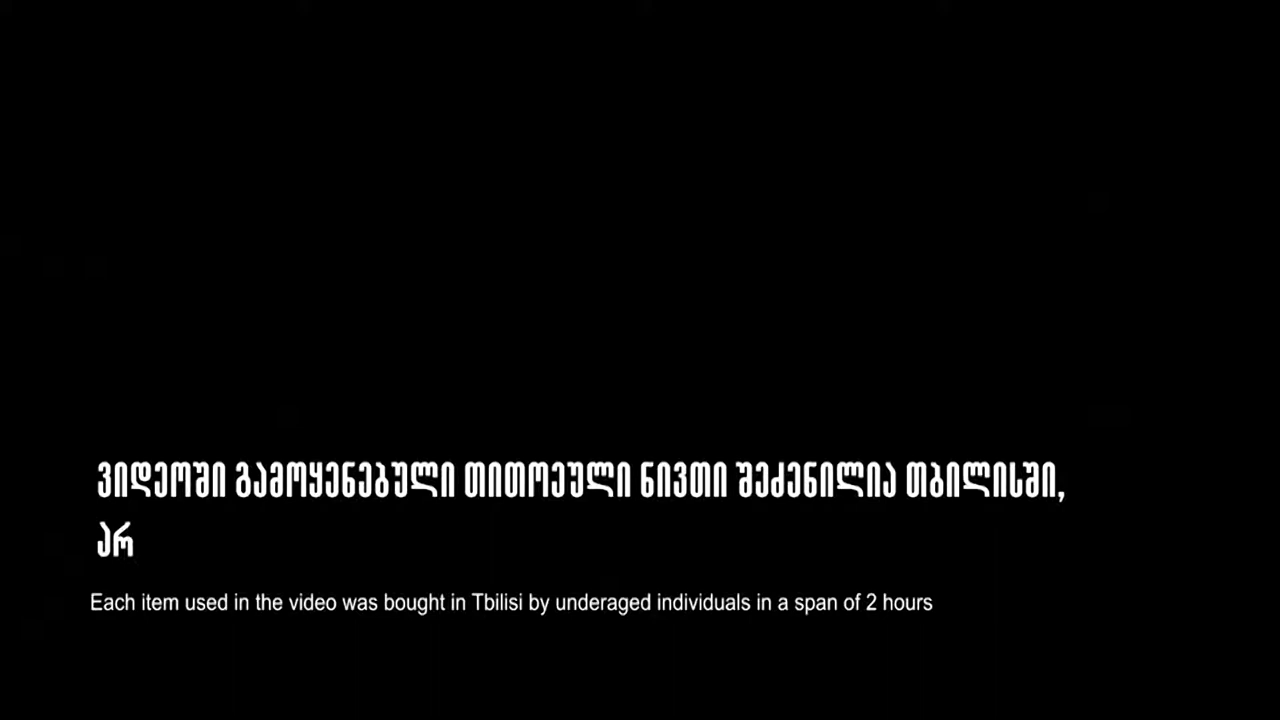 ვიდეოში გამოყენებული თითოეული ნივთი შეძენილია თბილისში,
არ
Each item used in the video was bought in Tbilisi by underaged individuals in a span of 2 hours